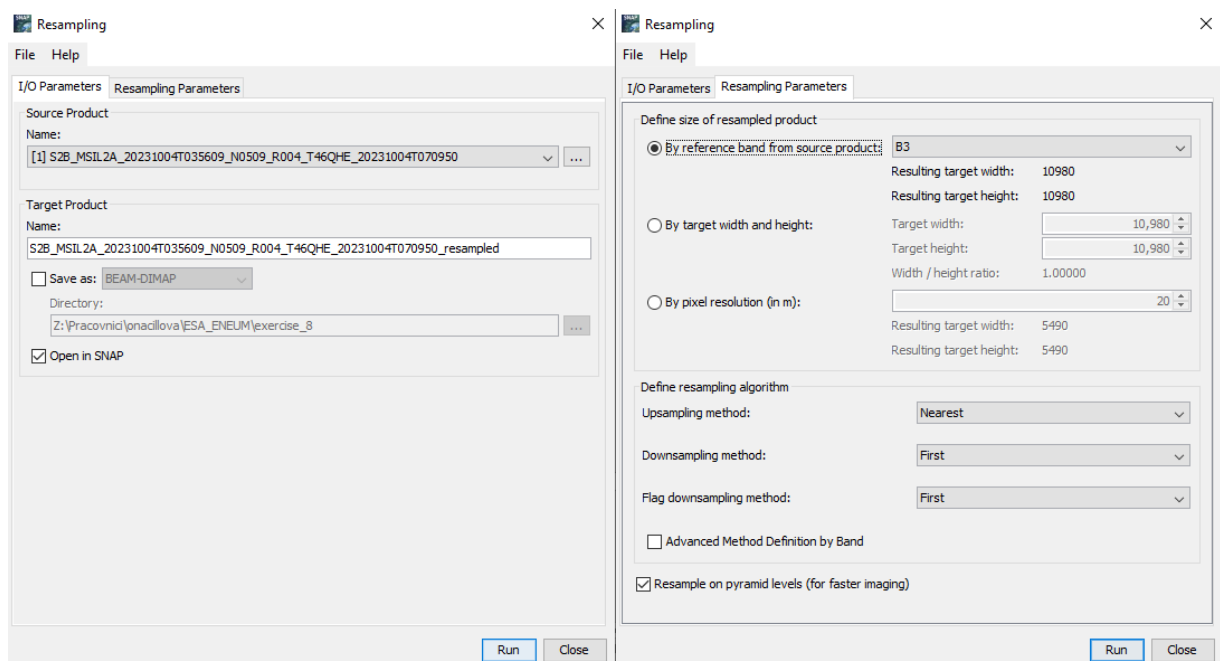 Resampling
File Help
I/O Parameters Resampling Parameters
Source Product
Name:
[1] S2B_MSIL2A_20231004T035609_N0509_R004_T46QHE_20231004T070950
...
Target Product
Name:
S2B_MSIL2A_20231004T035609_N0509_R004_T46QHE_20231004T070950_resampled
Save as: BEAM-DIMAP
Directory:
Z:\Pracovnici\onacillova\ESA_ENEUM\exercise_8
...
Open in SNAP
Run Close
Resampling
File Help
I/O Parameters Resampling Parameters
Define size of resampled product
By reference band from source product: B3
Resulting target width: 10980
Resulting target height: 10980
By target width and height: Target width: 10,980
Target height: 10,980
Width / height ratio: 1.00000
By pixel resolution (in m): 20
Resulting target width: 5490
Resulting target height: 5490
Define resampling algorithm
Upsampling method: Nearest
Downsampling method: First
Flag downsampling method: First
Advanced Method Definition by Band
Resample on pyramid levels (for faster imaging)
Run Close